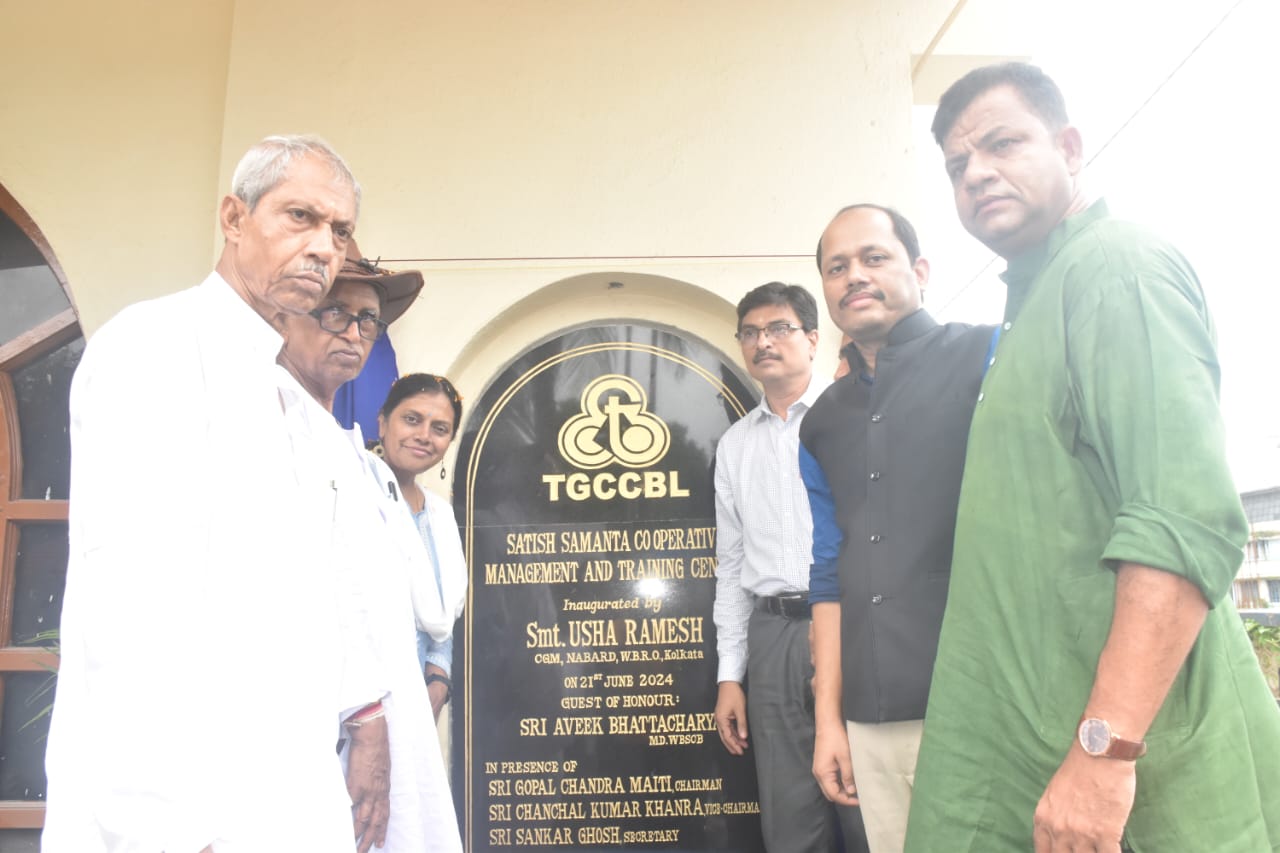 TGCCBL
SATISH SAMANTA CO OPERATIV
MANAGEMENT AND TRAINING CEN
Inaugurated By
Smt. USHA RAMESH
CGM, NABARD, W.B.R.O, Kolkata
ON 21ST JUNE 2024
GUEST OF HONOUR :
SRI AVEEK BHATTACHARYA
M.D. WBSCB
IN PRESENCE OF
SRI GOPAL CHANDRA MAITI, CHAIRMAN
SRI CHANCHAL KUMAR KHANRA, VICE-CHAIRMA
SRI SANKAR GHOSH, SECRETARY